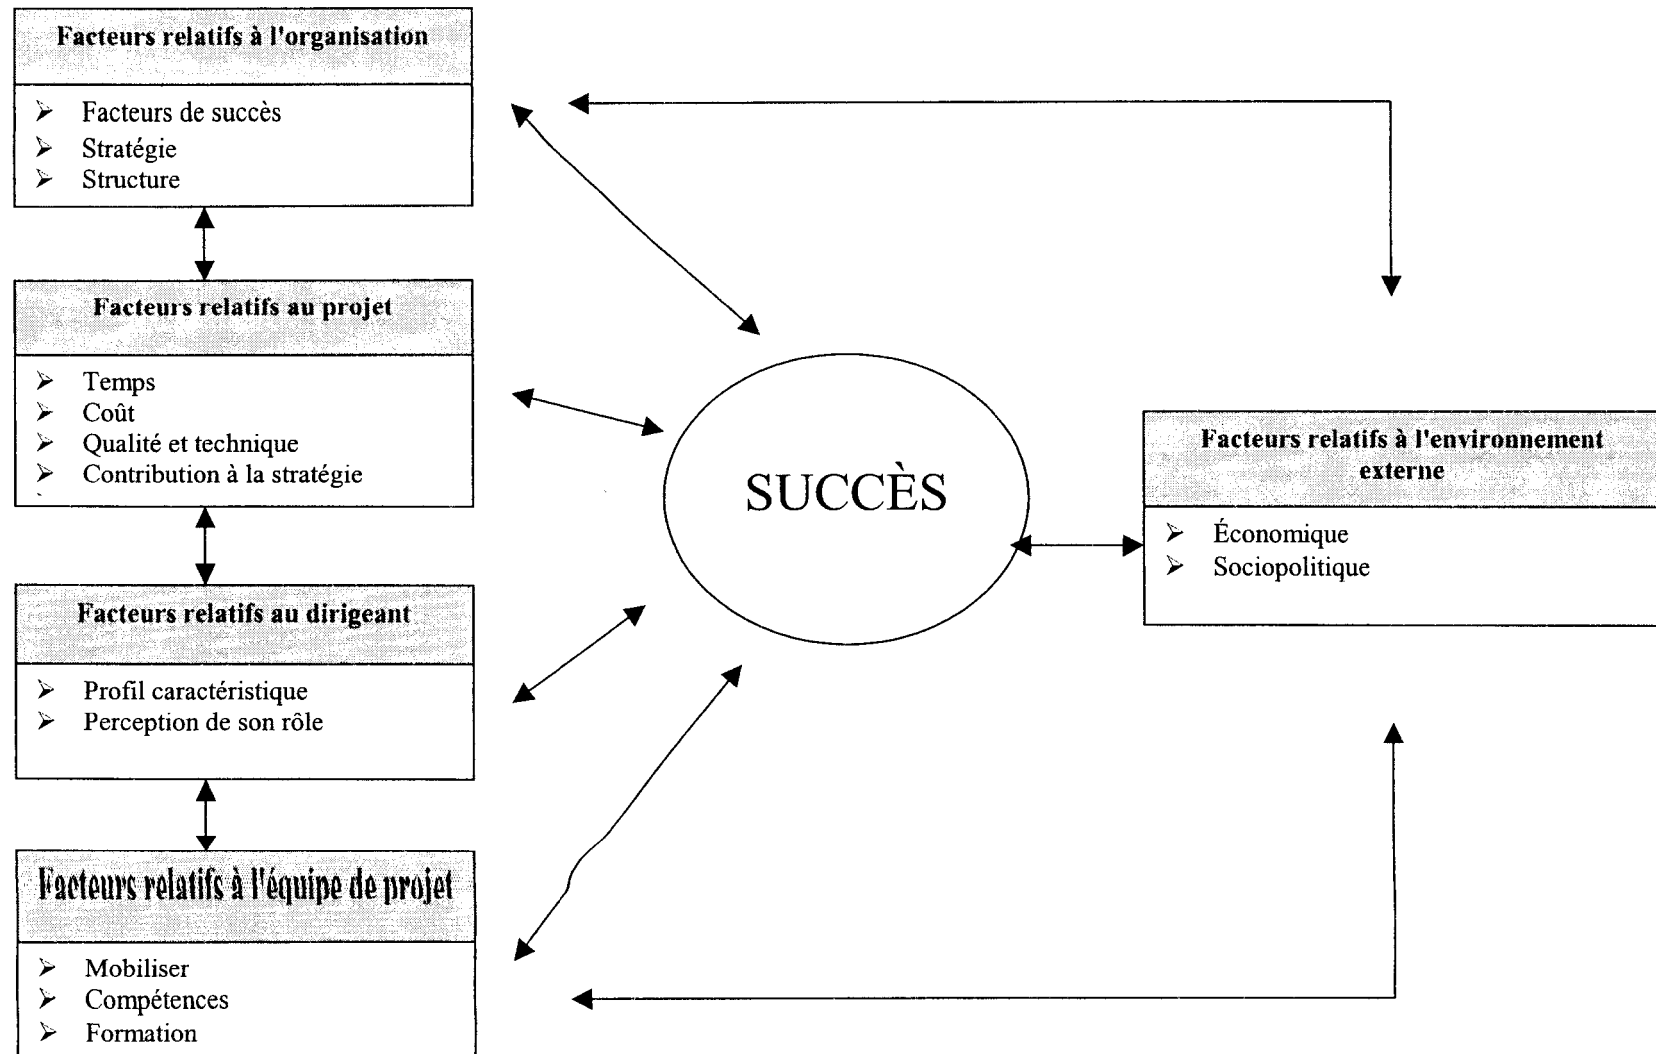 Facteurs relatifs à l'organisation
➢ Facteurs de succès
➢ Stratégie
➢ Structure
Facteurs relatifs au projet
➢ Temps
➢ Coût
➢ Qualité et technique
➢ Contribution à la stratégie
Facteurs relatifs au dirigeant
➢ Profil caractéristique
➢ Perception de son rôle
Facteurs relatifs à l'équipe de projet
➢ Mobiliser
➢ Compétences
➢ Formation
SUCCÈS
Facteurs relatifs à l'environnement
externe
➢ Économique
➢ Sociopolitique